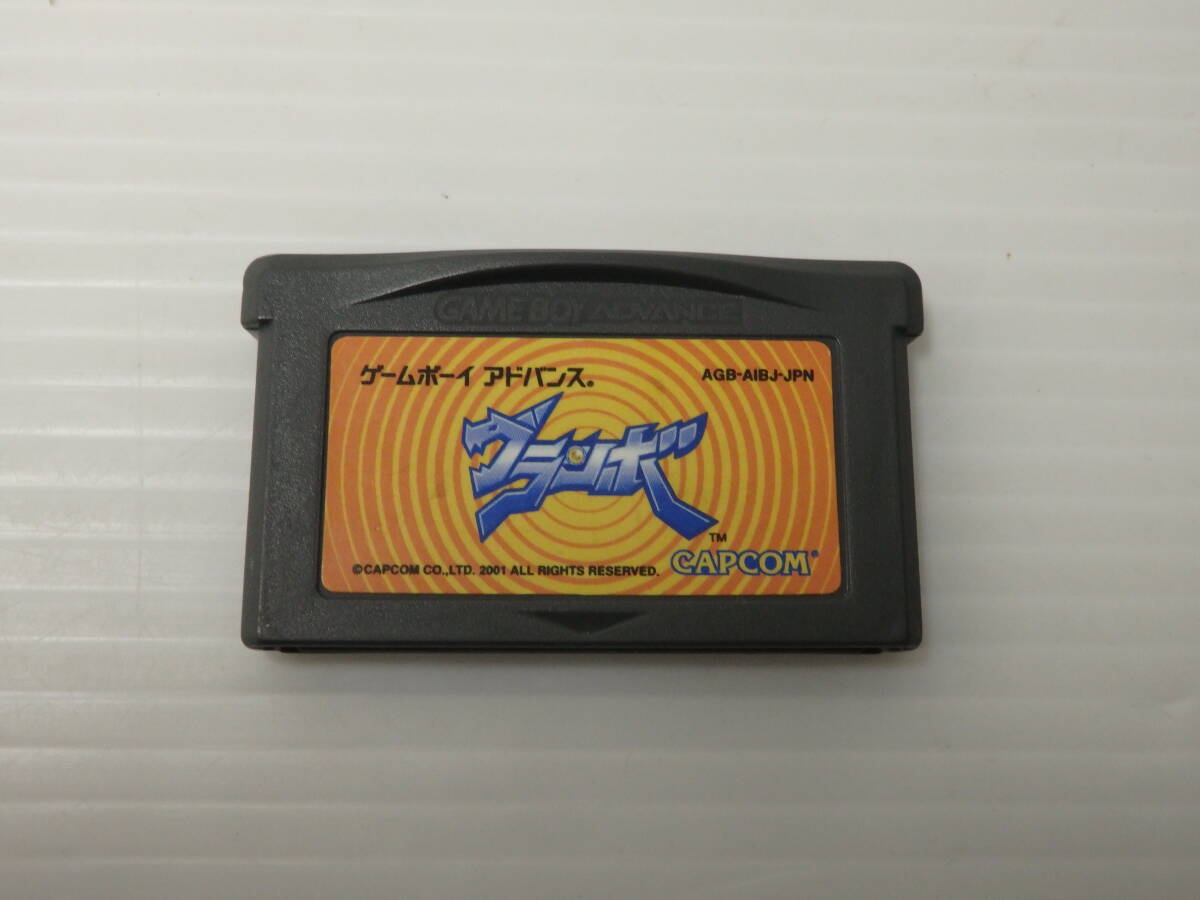 GAME BOY ADVANCE
ゲームボーイ アドバンス®
AGB-AIBJ-JPN
グランボ
TM
©CAPCOM CO.,LTD. 2001 ALL RIGHTS RESERVED.
CAPCOM®